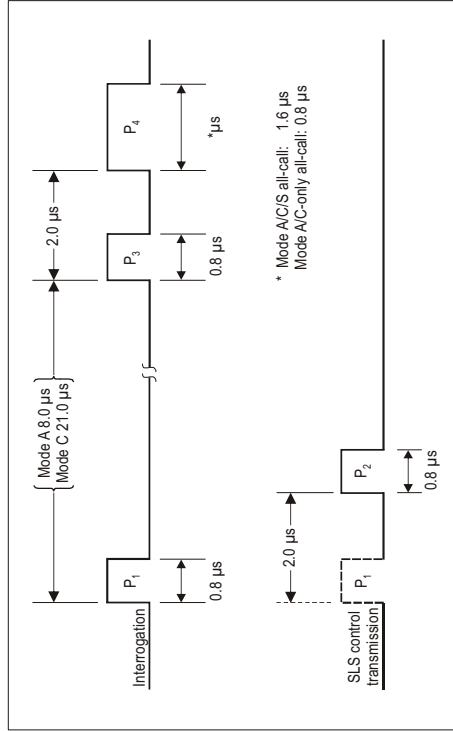 Mode A 8.0 µs
Mode C 21.0 µs
2.0 µs
P1
P3
P4
Interrogation
0.8 µs
0.8 µs
*µs
2.0 µs
* Mode A/C/S all-call: 1.6 µs
Mode A/C-only all-call: 0.8 µs
P1
P2
SLS control
transmission
0.8 µs